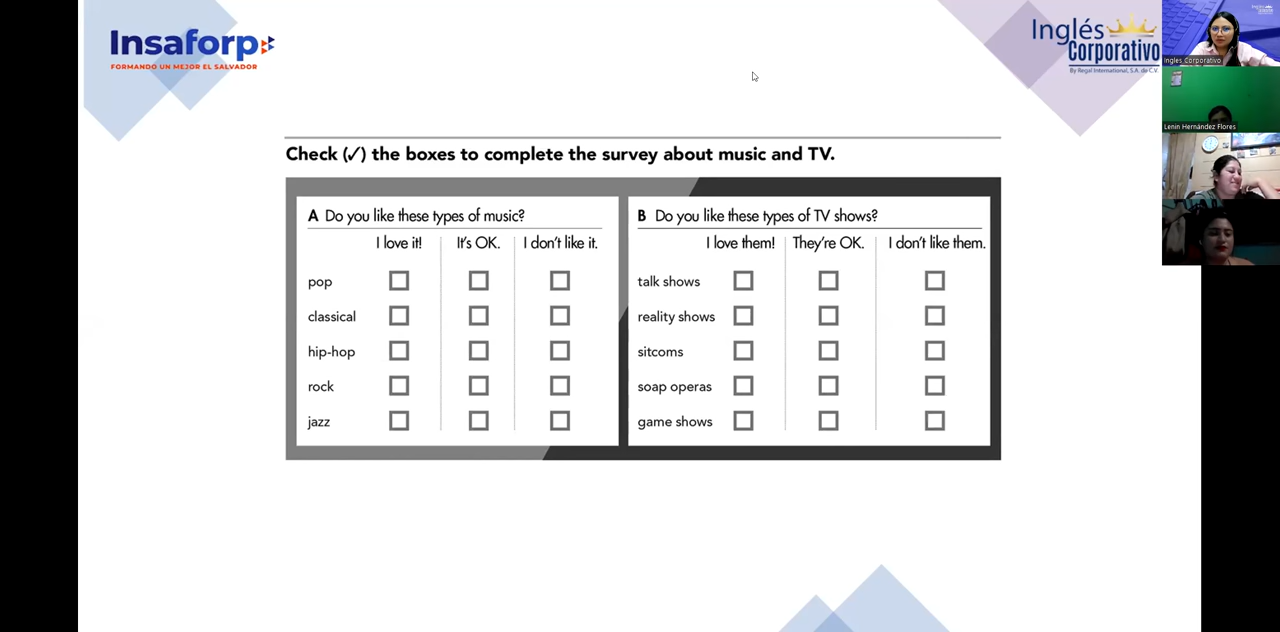 Insaforp
FORMANDO UN MEJOR EL SALVADOR
Inglés
Corporativo
By Regal International, S.A. de C.V.
Ingles Corporativo
Lenin Hernández Flores
Check (✓) the boxes to complete the survey about music and TV.
A Do you like these types of music?
I love it! It's OK. I don't like it.
pop
classical
hip-hop
rock
jazz
B Do you like these types of TV shows?
I love them! They're OK. I don't like them.
talk shows
reality shows
sitcoms
soap operas
game shows